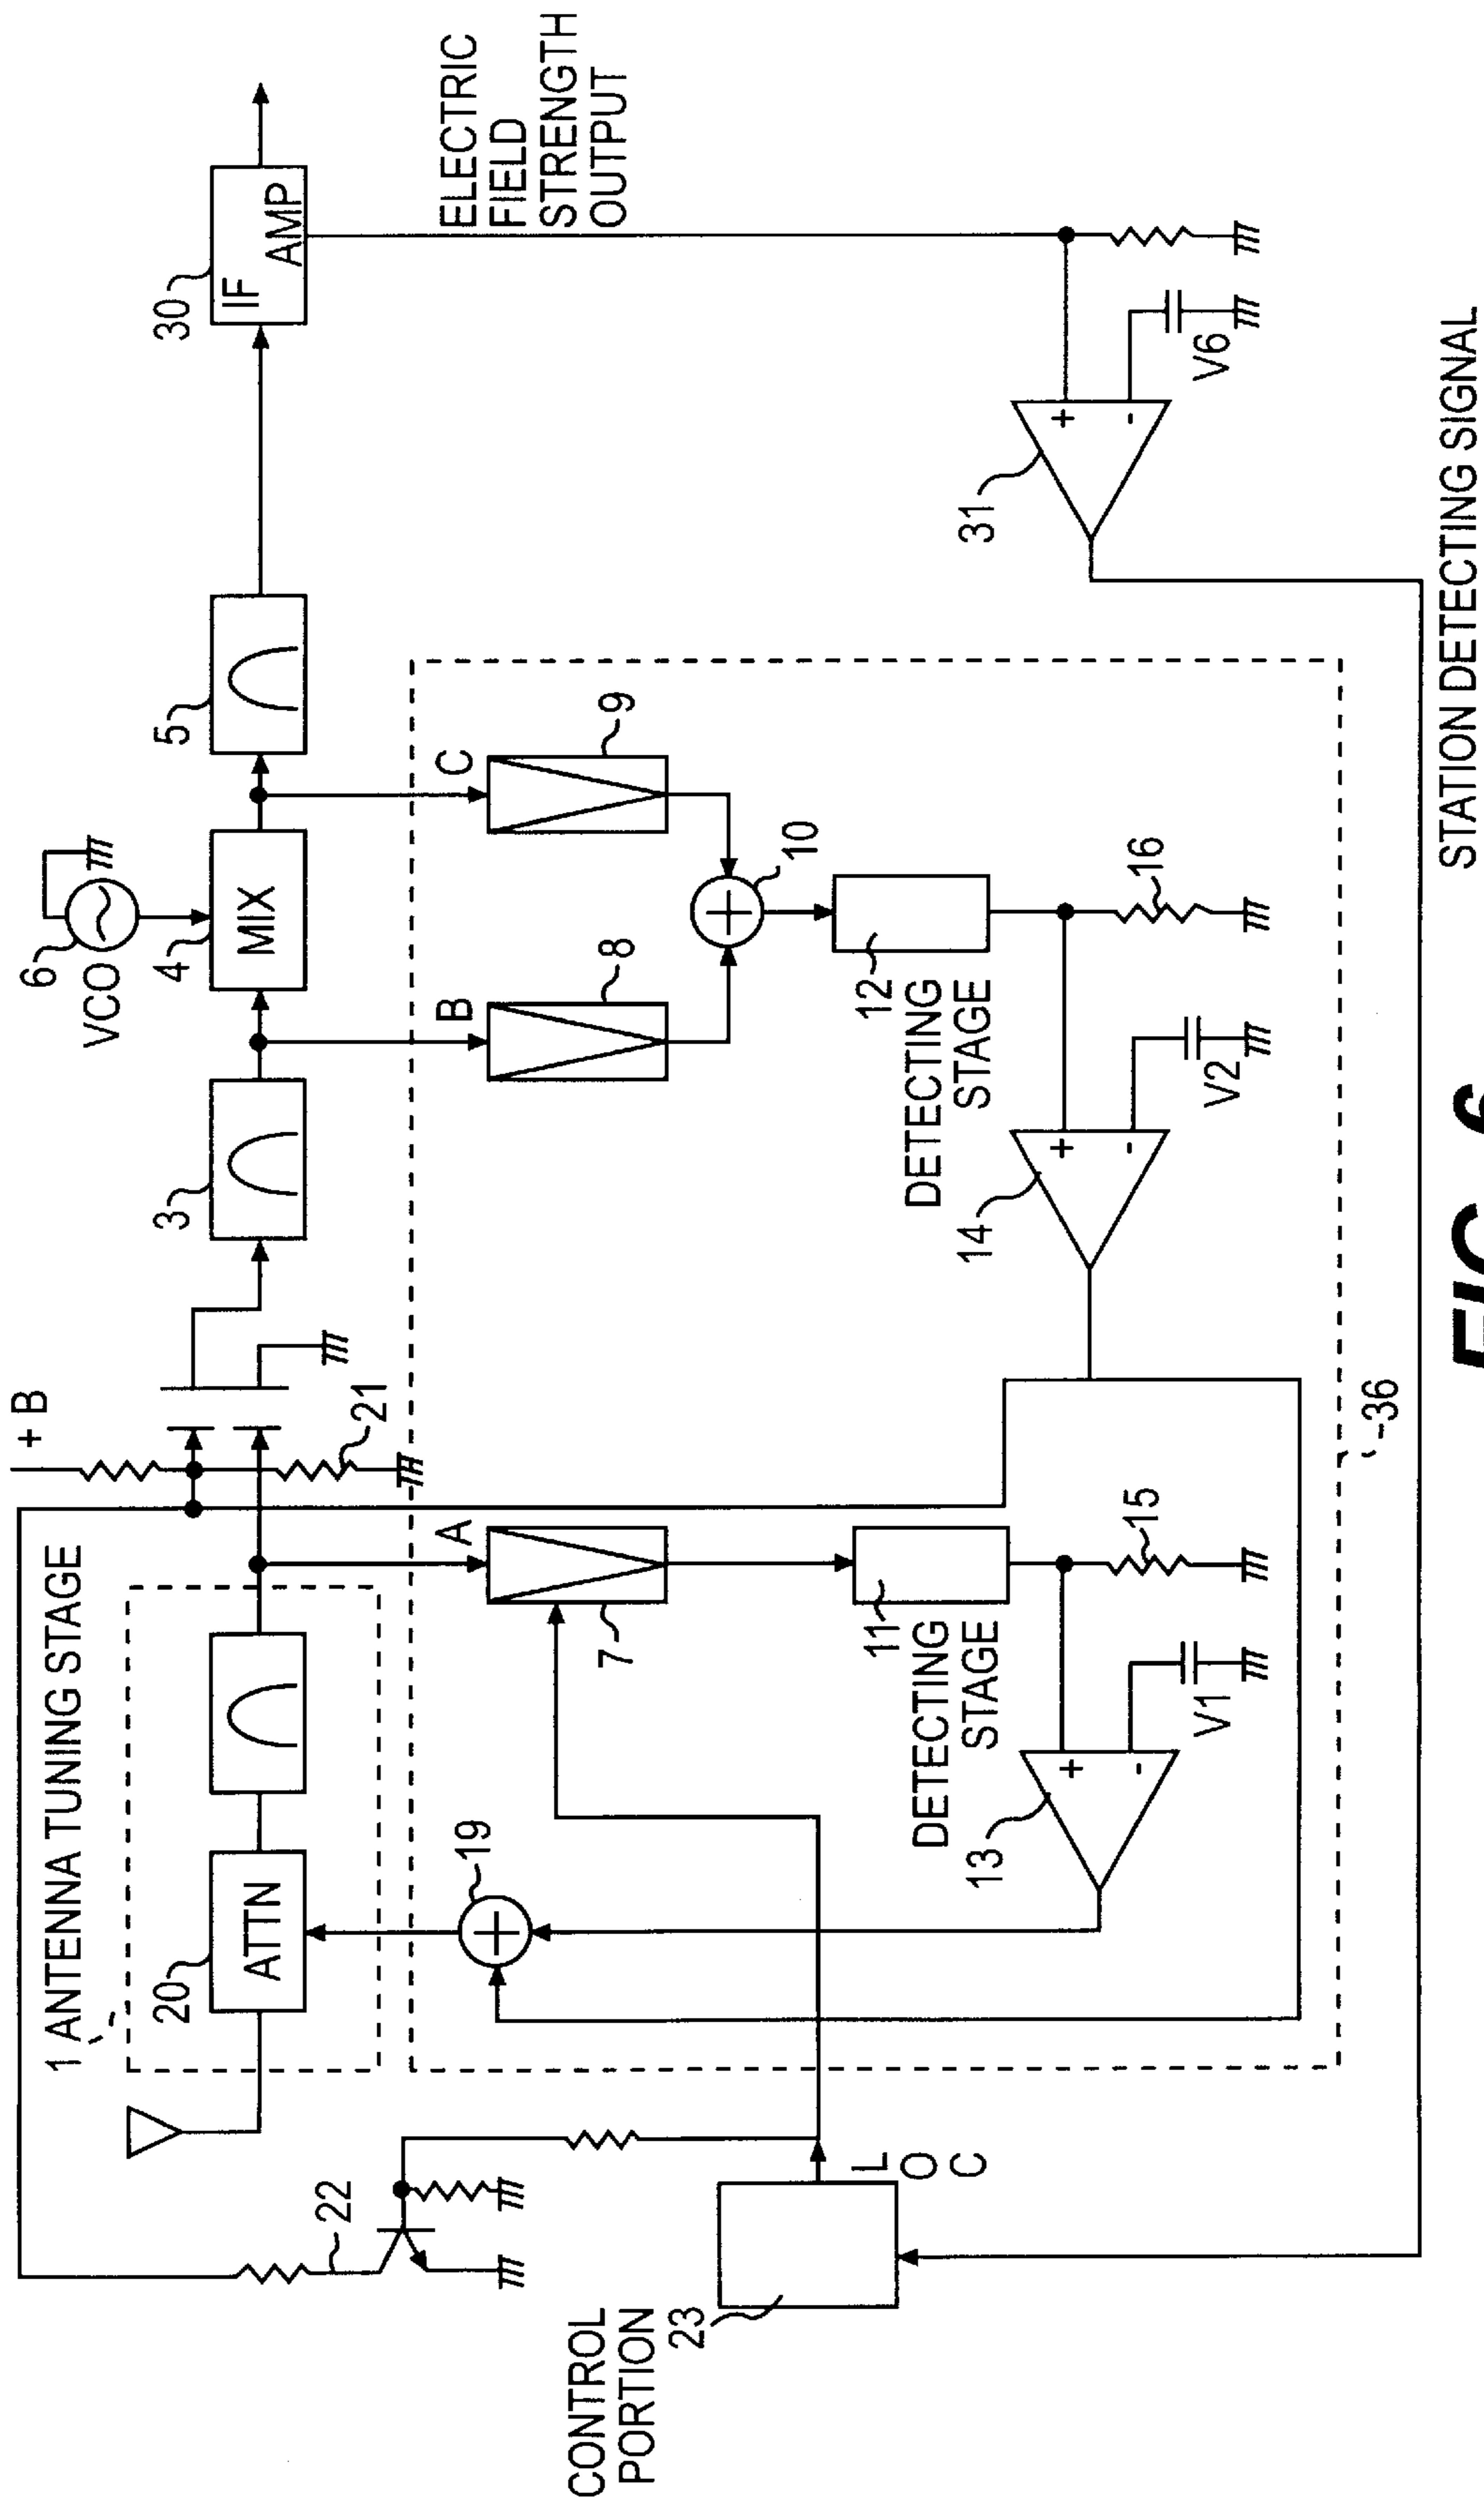 1 ANTENNA TUNING STAGE
+ B
6
VCO
20
ATTN
3
4
MIX
5
30
IF
AMP
21
22
A
B
C
ELECTRIC
FIELD
STRENGTH
OUTPUT
19
7
8
9
10
CONTROL
PORTION
23
L
O
C
11
DETECTING
STAGE
12
DETECTING
STAGE
13
+
-
V1
15
14
+
-
V2
16
31
+
-
V6
36
STATION DETECTING SIGNAL